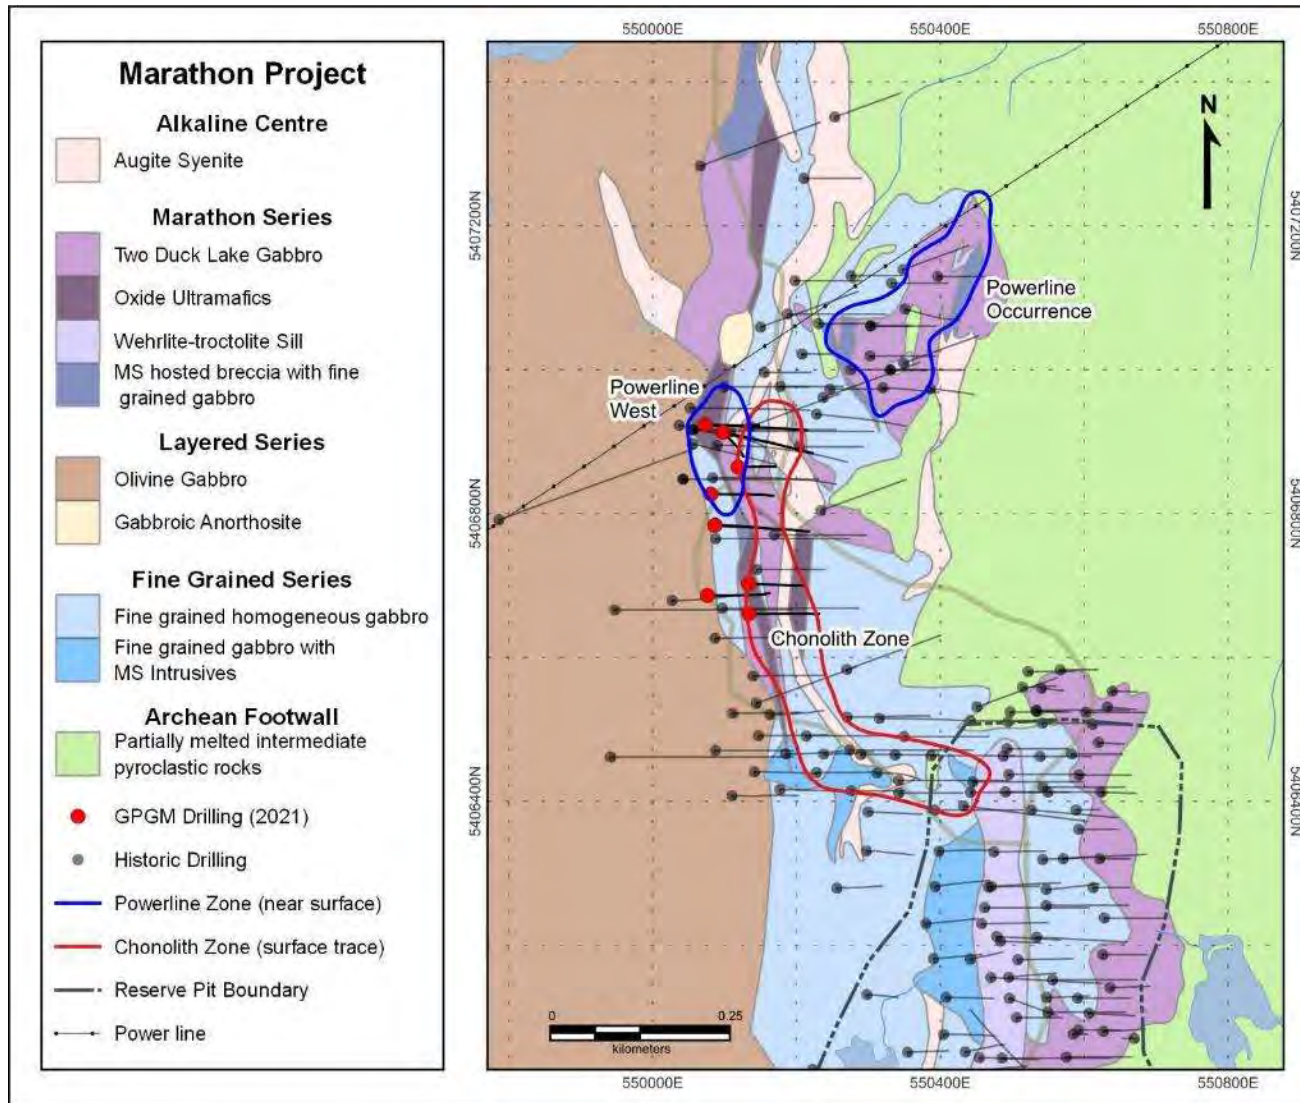 Marathon Project
Alkaline Centre
Augite Syenite
Marathon Series
Two Duck Lake Gabbro
Oxide Ultramafics
Wehrlite-troctolite Sill
MS hosted breccia with fine
grained gabbro
Layered Series
Olivine Gabbro
Gabbroic Anorthosite
Fine Grained Series
Fine grained homogeneous gabbro
Fine grained gabbro with
MS Intrusives
Archean Footwall
Partially melted intermediate
pyroclastic rocks
GPGM Drilling (2021)
Historic Drilling
Powerline Zone (near surface)
Chonolith Zone (surface trace)
Reserve Pit Boundary
Power line
550000E
550400E
550800E
N
5407200N
5407200N
Powerline
Occurrence
Powerline
West
5406800N
5406800N
Chonolith Zone
5406400N
5406400N
0
0.25
kilometers
550000E
550400E
550800E